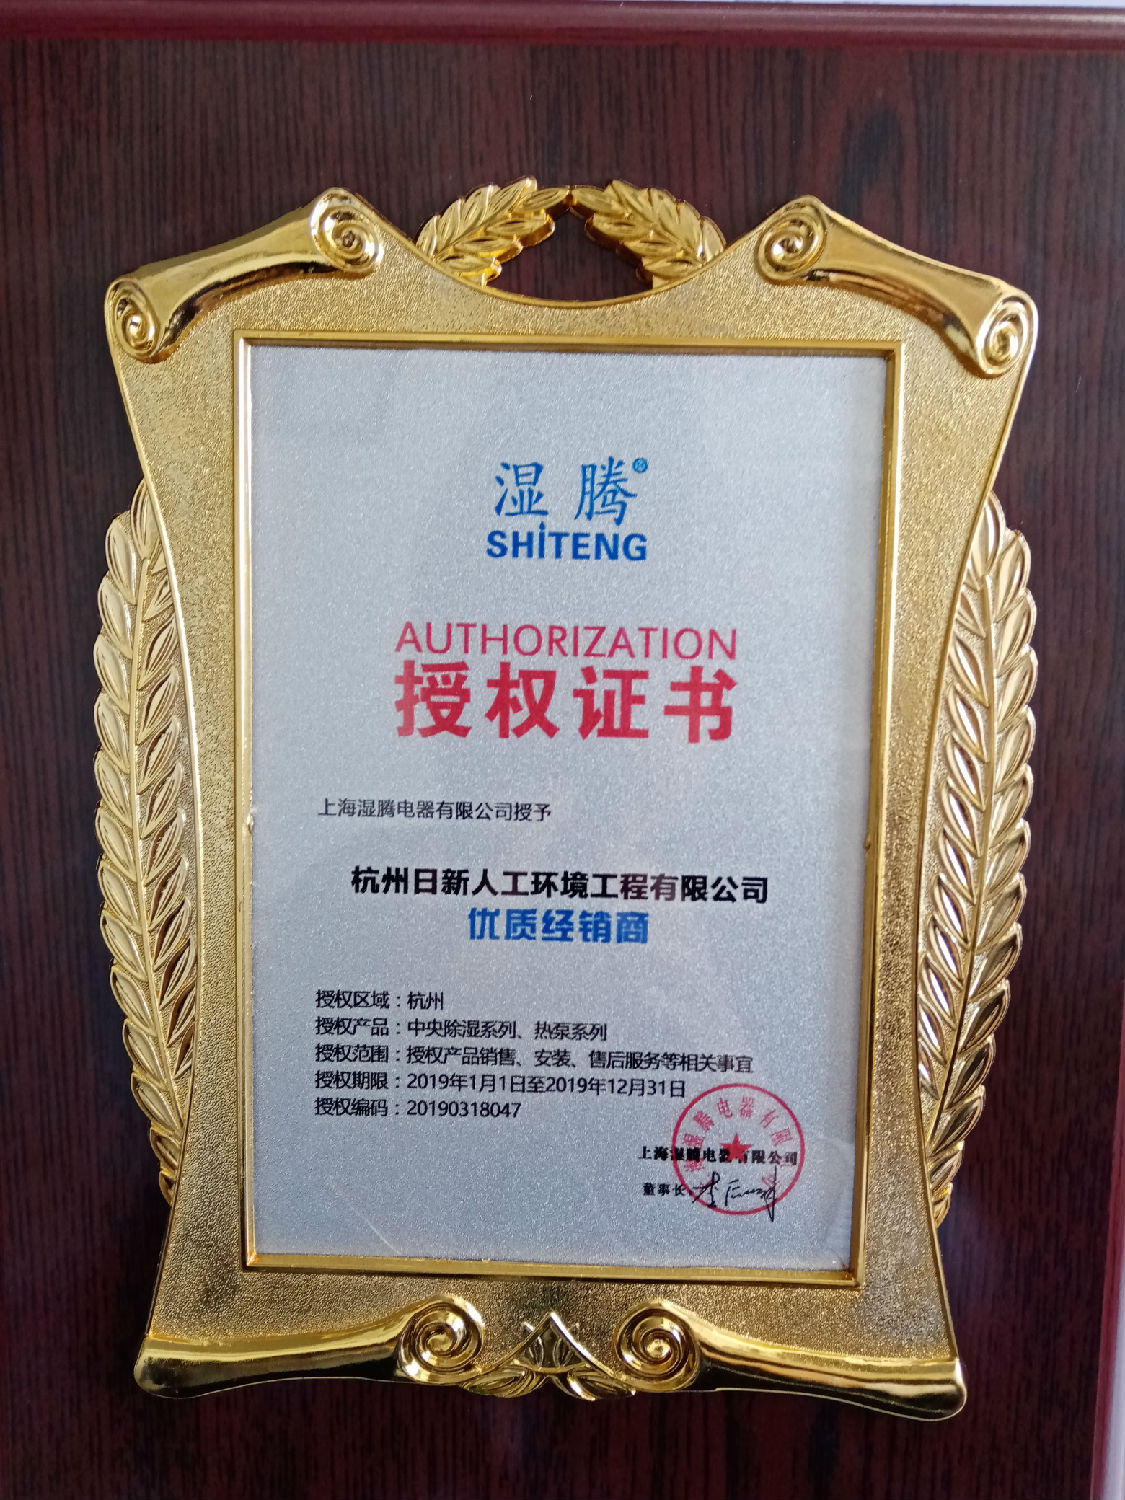 湿腾®
SHiTENG
AUTHORIZATION
授权证书
上海湿腾电器有限公司授予
杭州日新人工环境工程有限公司
优质经销商
授权区域：杭州
授权产品：中央除湿系列、热泵系列
授权范围：授权产品销售、安装、售后服务等相关事宜
授权期限：2019年1月1日至2019年12月31日
授权编码：20190318047
上海湿腾电器有限公司
董事长：